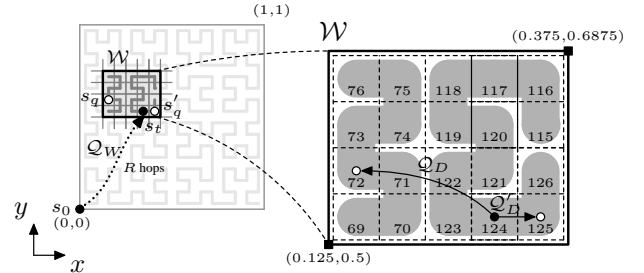 (1,1)
𝒲
s_q
s'_q
s_t
𝒬_W
R hops
s_0
(0,0)
y
x
𝒲
(0.375,0.6875)
76 75 118 117 116
73 74 119 120 115
𝒬_D
72 71 122 121 126
𝒬'_D
69 70 123 124 125
(0.125,0.5)